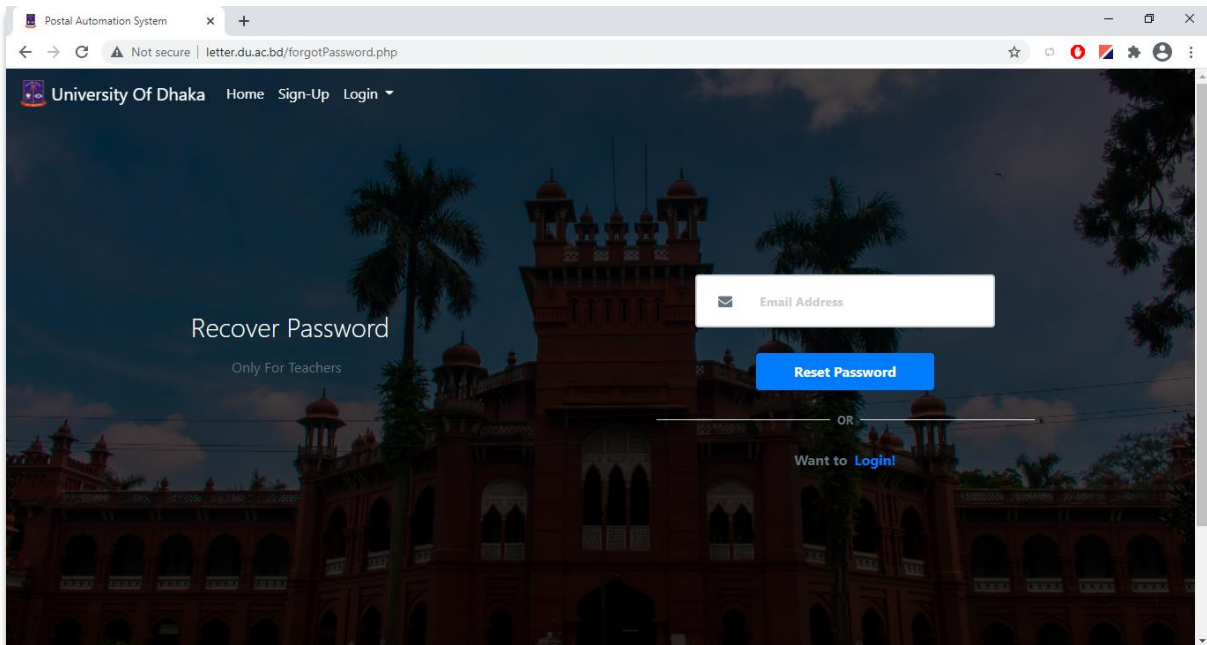 Postal Automation System
Not secure | letter.du.ac.bd/forgotPassword.php
University Of Dhaka Home Sign-Up Login
Recover Password
Only For Teachers
Email Address
Reset Password
OR
Want to Login!